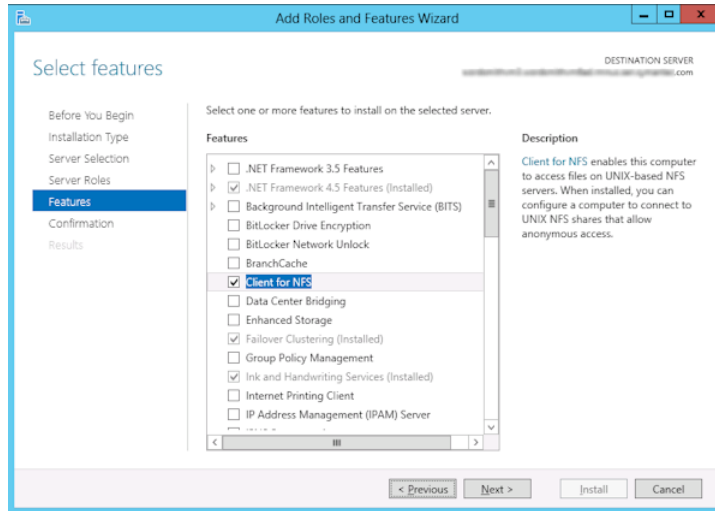 Add Roles and Features Wizard
Select features
DESTINATION SERVER
.com
Before You Begin
Installation Type
Server Selection
Server Roles
Features
Confirmation
Results
Select one or more features to install on the selected server.
Features
.NET Framework 3.5 Features
.NET Framework 4.5 Features (Installed)
Background Intelligent Transfer Service (BITS)
BitLocker Drive Encryption
BitLocker Network Unlock
BranchCache
Client for NFS
Data Center Bridging
Enhanced Storage
Failover Clustering (Installed)
Group Policy Management
Ink and Handwriting Services (Installed)
Internet Printing Client
IP Address Management (IPAM) Server
Description
Client for NFS enables this computer
to access files on UNIX-based NFS
servers. When installed, you can
configure a computer to connect to
UNIX NFS shares that allow
anonymous access.
< Previous
Next >
Install
Cancel